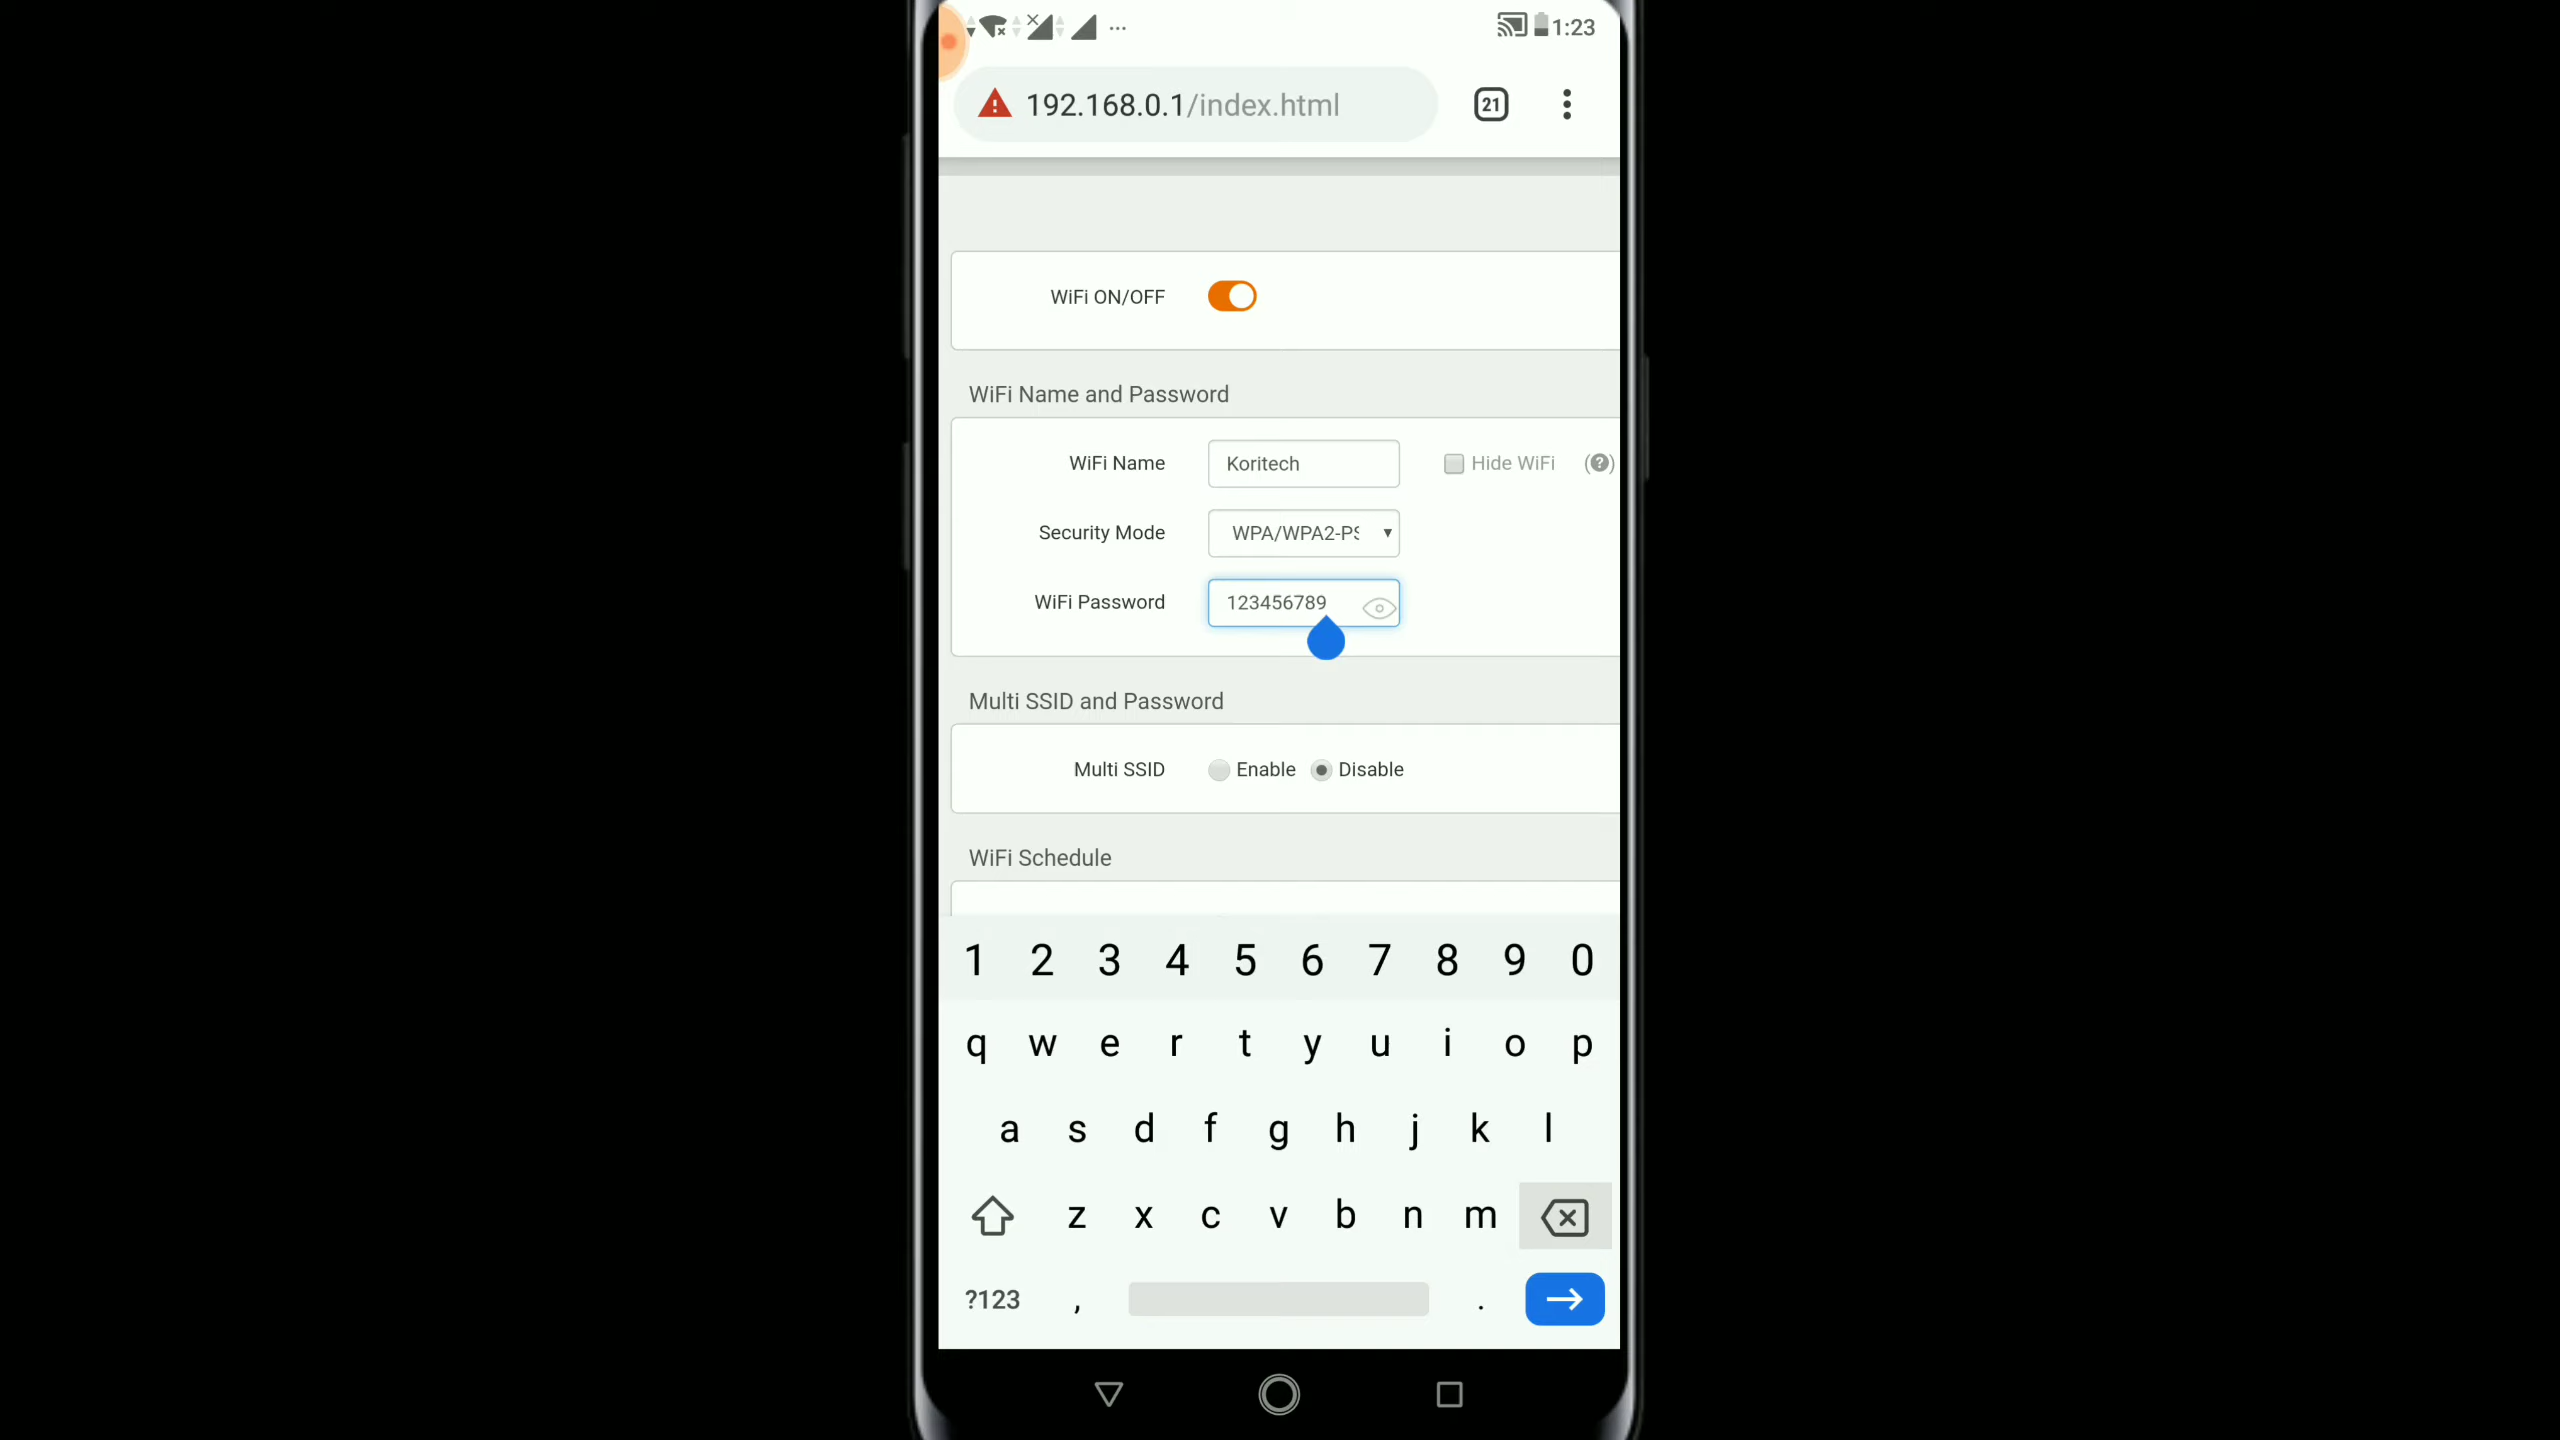 1:23
192.168.0.1/index.html
21
WiFi ON/OFF
WiFi Name and Password
WiFi Name Koritech Hide WiFi (?)
Security Mode WPA/WPA2-PS
WiFi Password 123456789
Multi SSID and Password
Multi SSID Enable Disable
WiFi Schedule
1 2 3 4 5 6 7 8 9 0
q w e r t y u i o p
a s d f g h j k l
z x c v b n m
?123 , .